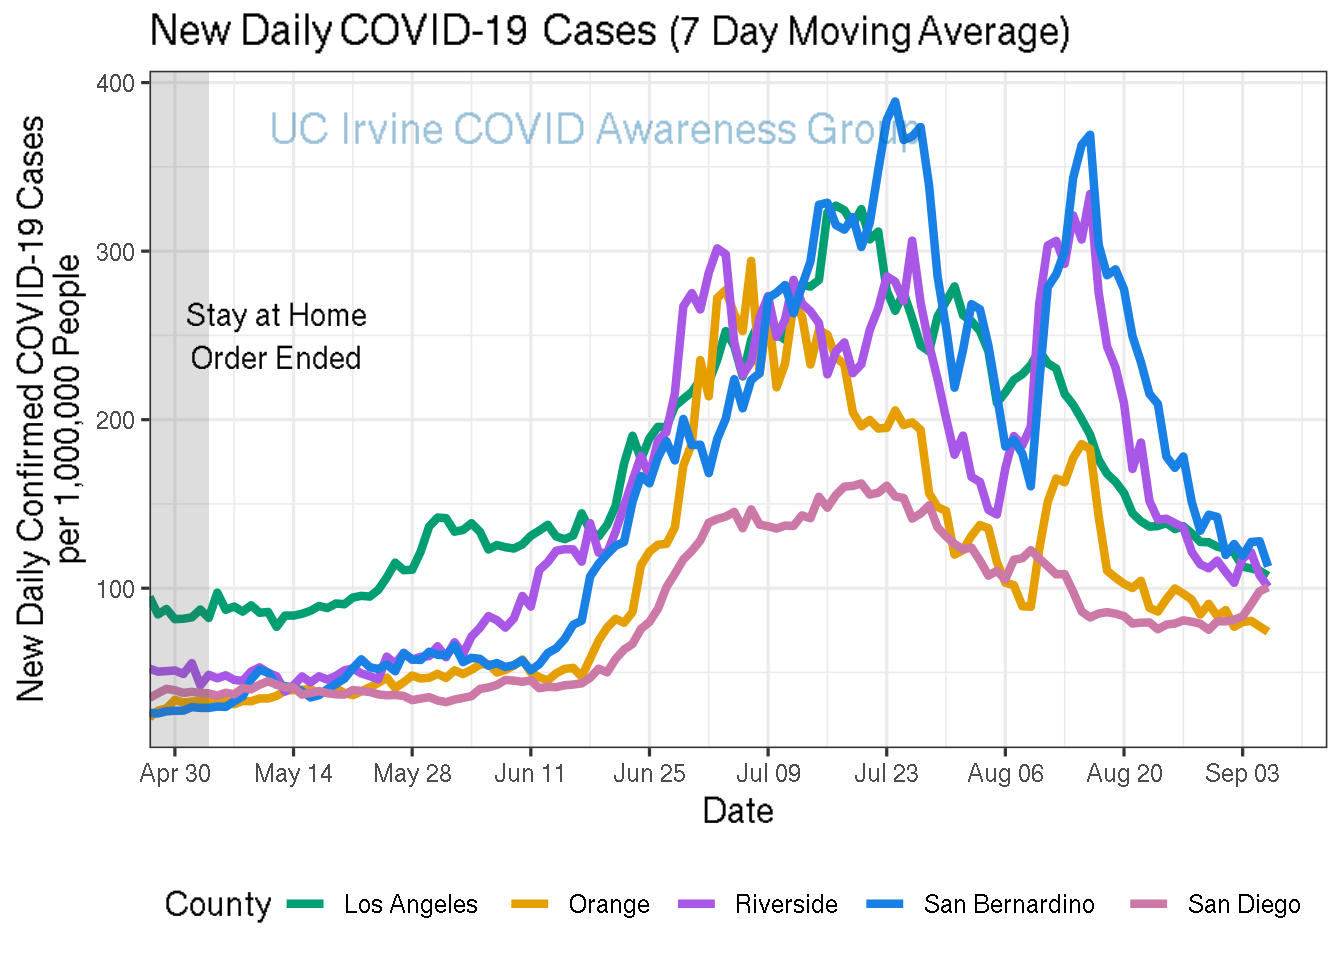 New Daily COVID-19 Cases (7 Day Moving Average)
UC Irvine COVID Awareness Group
Stay at Home
Order Ended
New Daily Confirmed COVID-19 Cases
per 1,000,000 People
400
300
200
100
Apr 30 May 14 May 28 Jun 11 Jun 25 Jul 09 Jul 23 Aug 06 Aug 20 Sep 03
Date
County Los Angeles Orange Riverside San Bernardino San Diego